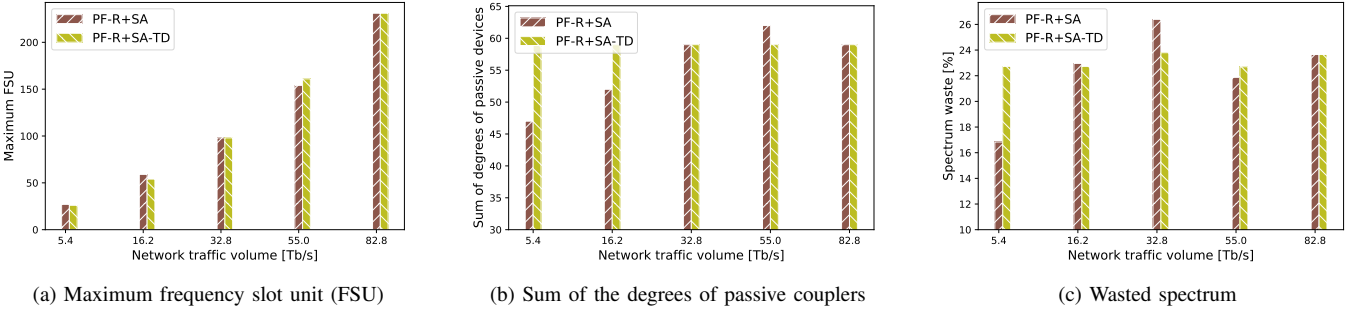 PF-R+SA
PF-R+SA-TD
Maximum FSU
200
150
100
50
0
5.4 16.2 32.8 55.0 82.8
Network traffic volume [Tb/s]
(a) Maximum frequency slot unit (FSU)
PF-R+SA
PF-R+SA-TD
Sum of degrees of passive devices
65
60
55
50
45
40
35
30
5.4 16.2 32.8 55.0 82.8
Network traffic volume [Tb/s]
(b) Sum of the degrees of passive couplers
PF-R+SA
PF-R+SA-TD
Spectrum waste [%]
26
24
22
20
18
16
14
12
10
5.4 16.2 32.8 55.0 82.8
Network traffic volume [Tb/s]
(c) Wasted spectrum